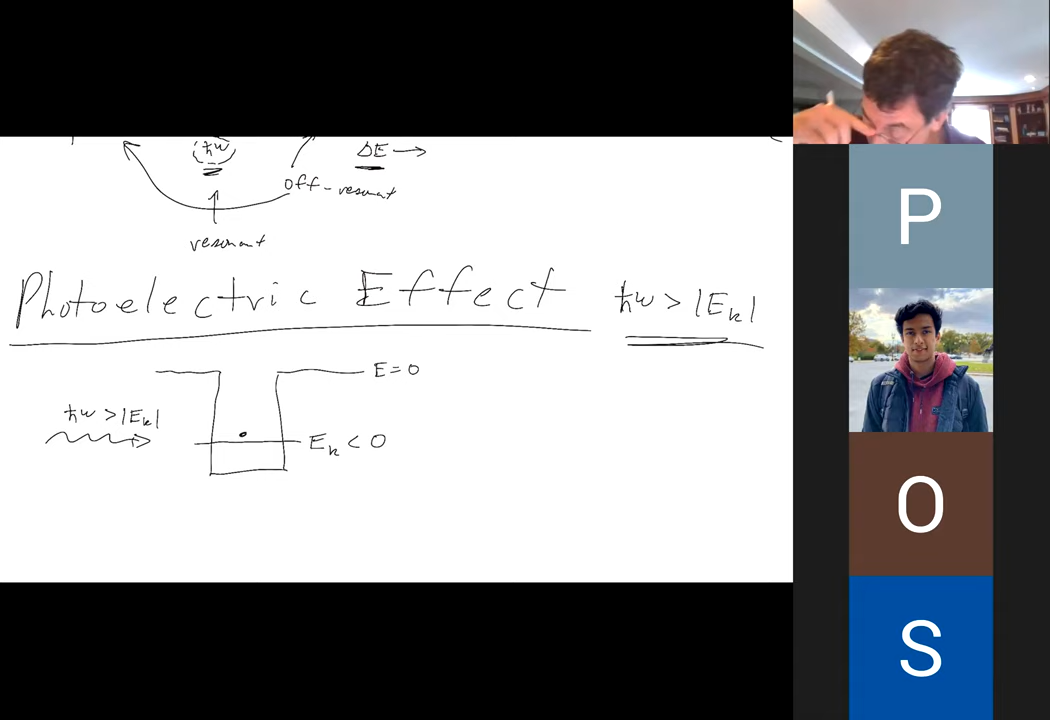 ħω
ΔE →
off-resonant
resonant
Photoelectric Effect ħω > |Eₖ|
E = 0
ħω > |Eₖ|
Eₖ < 0
P
O
S